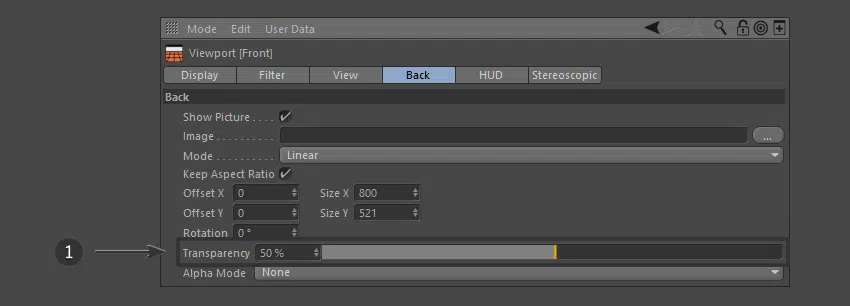 Mode Edit User Data
Viewport [Front]
Display Filter View Back HUD Stereoscopic
Back
Show Picture . . . .
Image . . . . . . . . . . ...
Mode . . . . . . . . . . Linear
Keep Aspect Ratio
Offset X 0 Size X 800
Offset Y 0 Size Y 521
Rotation 0 °
1 Transparency 50 %
Alpha Mode None